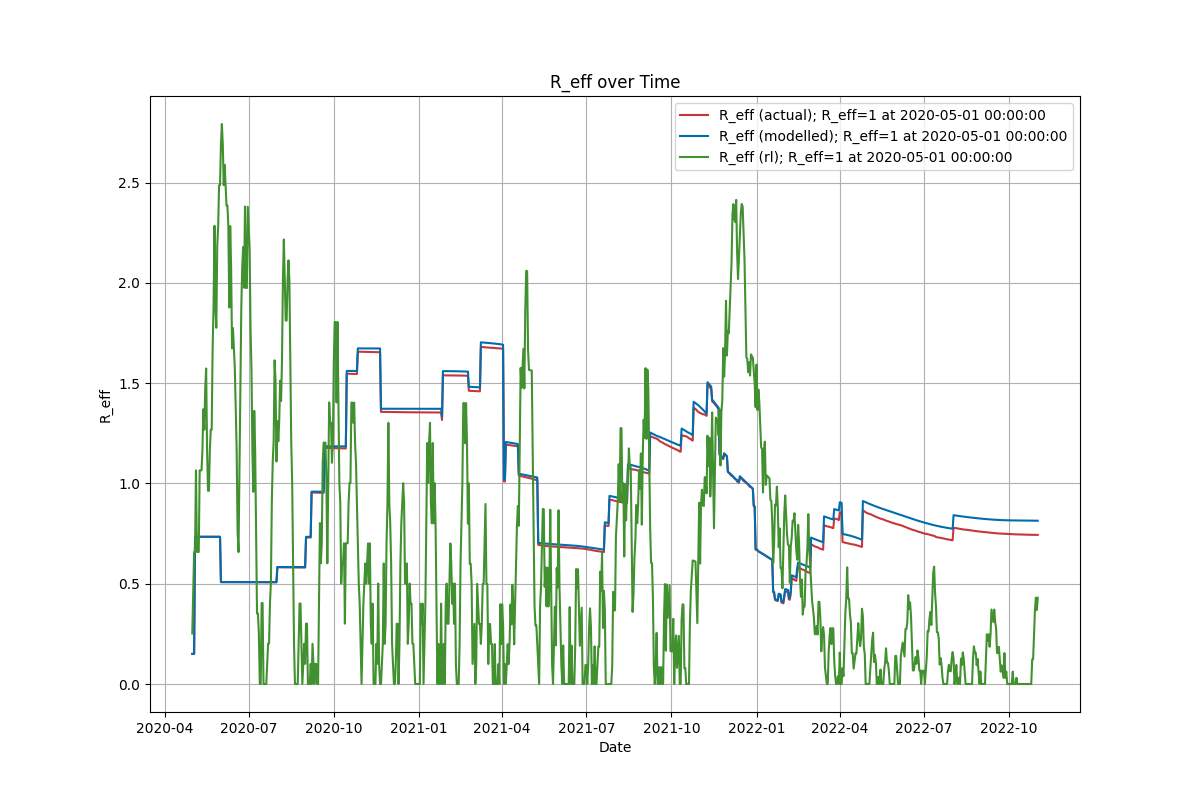 R_eff over Time
R_eff (actual); R_eff=1 at 2020-05-01 00:00:00
R_eff (modelled); R_eff=1 at 2020-05-01 00:00:00
R_eff (rl); R_eff=1 at 2020-05-01 00:00:00
R_eff
2.5
2.0
1.5
1.0
0.5
0.0
2020-04 2020-07 2020-10 2021-01 2021-04 2021-07 2021-10 2022-01 2022-04 2022-07 2022-10
Date